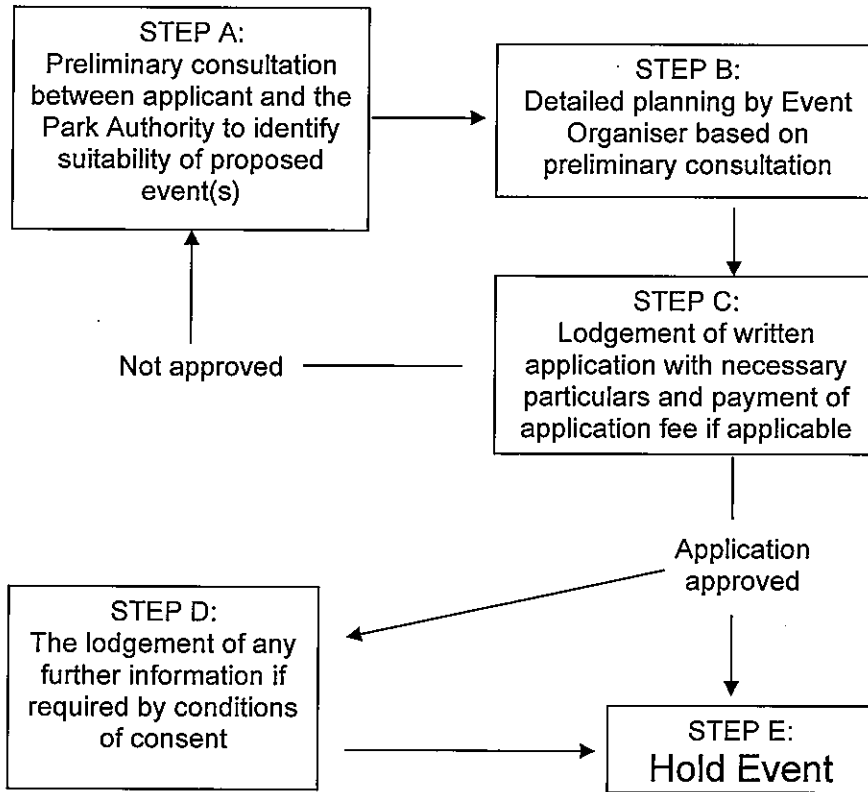 STEP A:
Preliminary consultation
between applicant and the
Park Authority to identify
suitability of proposed
event(s)
STEP B:
Detailed planning by Event
Organiser based on
preliminary consultation
STEP C:
Lodgement of written
application with necessary
particulars and payment of
application fee if applicable
Not approved
Application
approved
STEP D:
The lodgement of any
further information if
required by conditions
of consent
STEP E:
Hold Event